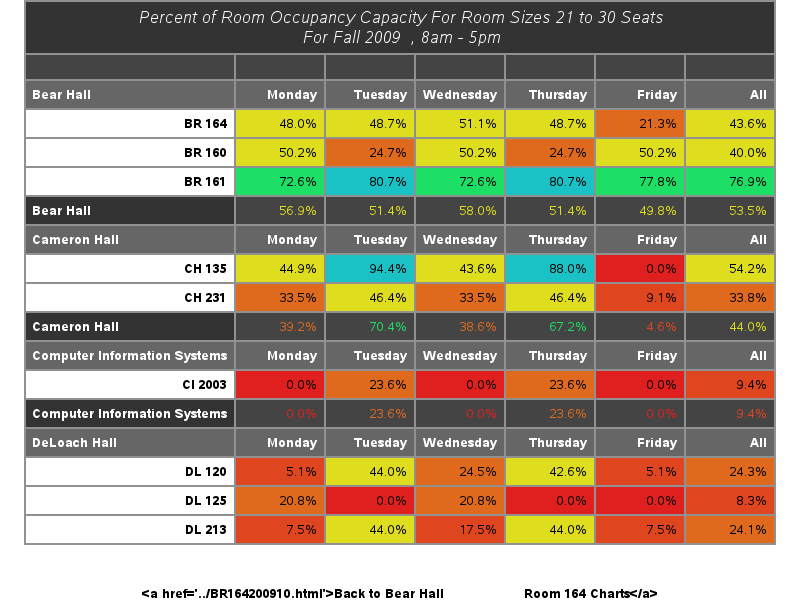 Percent of Room Occupancy Capacity For Room Sizes 21 to 30 Seats
For Fall 2009 , 8am - 5pm
Bear Hall Monday Tuesday Wednesday Thursday Friday All
BR 164 48.0% 48.7% 51.1% 48.7% 21.3% 43.6%
BR 160 50.2% 24.7% 50.2% 24.7% 50.2% 40.0%
BR 161 72.6% 80.7% 72.6% 80.7% 77.8% 76.9%
Bear Hall 56.9% 51.4% 58.0% 51.4% 49.8% 53.5%
Cameron Hall Monday Tuesday Wednesday Thursday Friday All
CH 135 44.9% 94.4% 43.6% 88.0% 0.0% 54.2%
CH 231 33.5% 46.4% 33.5% 46.4% 9.1% 33.8%
Cameron Hall 39.2% 70.4% 38.6% 67.2% 4.6% 44.0%
Computer Information Systems Monday Tuesday Wednesday Thursday Friday All
CI 2003 0.0% 23.6% 0.0% 23.6% 0.0% 9.4%
Computer Information Systems 0.0% 23.6% 0.0% 23.6% 0.0% 9.4%
DeLoach Hall Monday Tuesday Wednesday Thursday Friday All
DL 120 5.1% 44.0% 24.5% 42.6% 5.1% 24.3%
DL 125 20.8% 0.0% 20.8% 0.0% 0.0% 8.3%
DL 213 7.5% 44.0% 17.5% 44.0% 7.5% 24.1%
<a href='../BR164200910.html'>Back to Bear Hall Room 164 Charts</a>